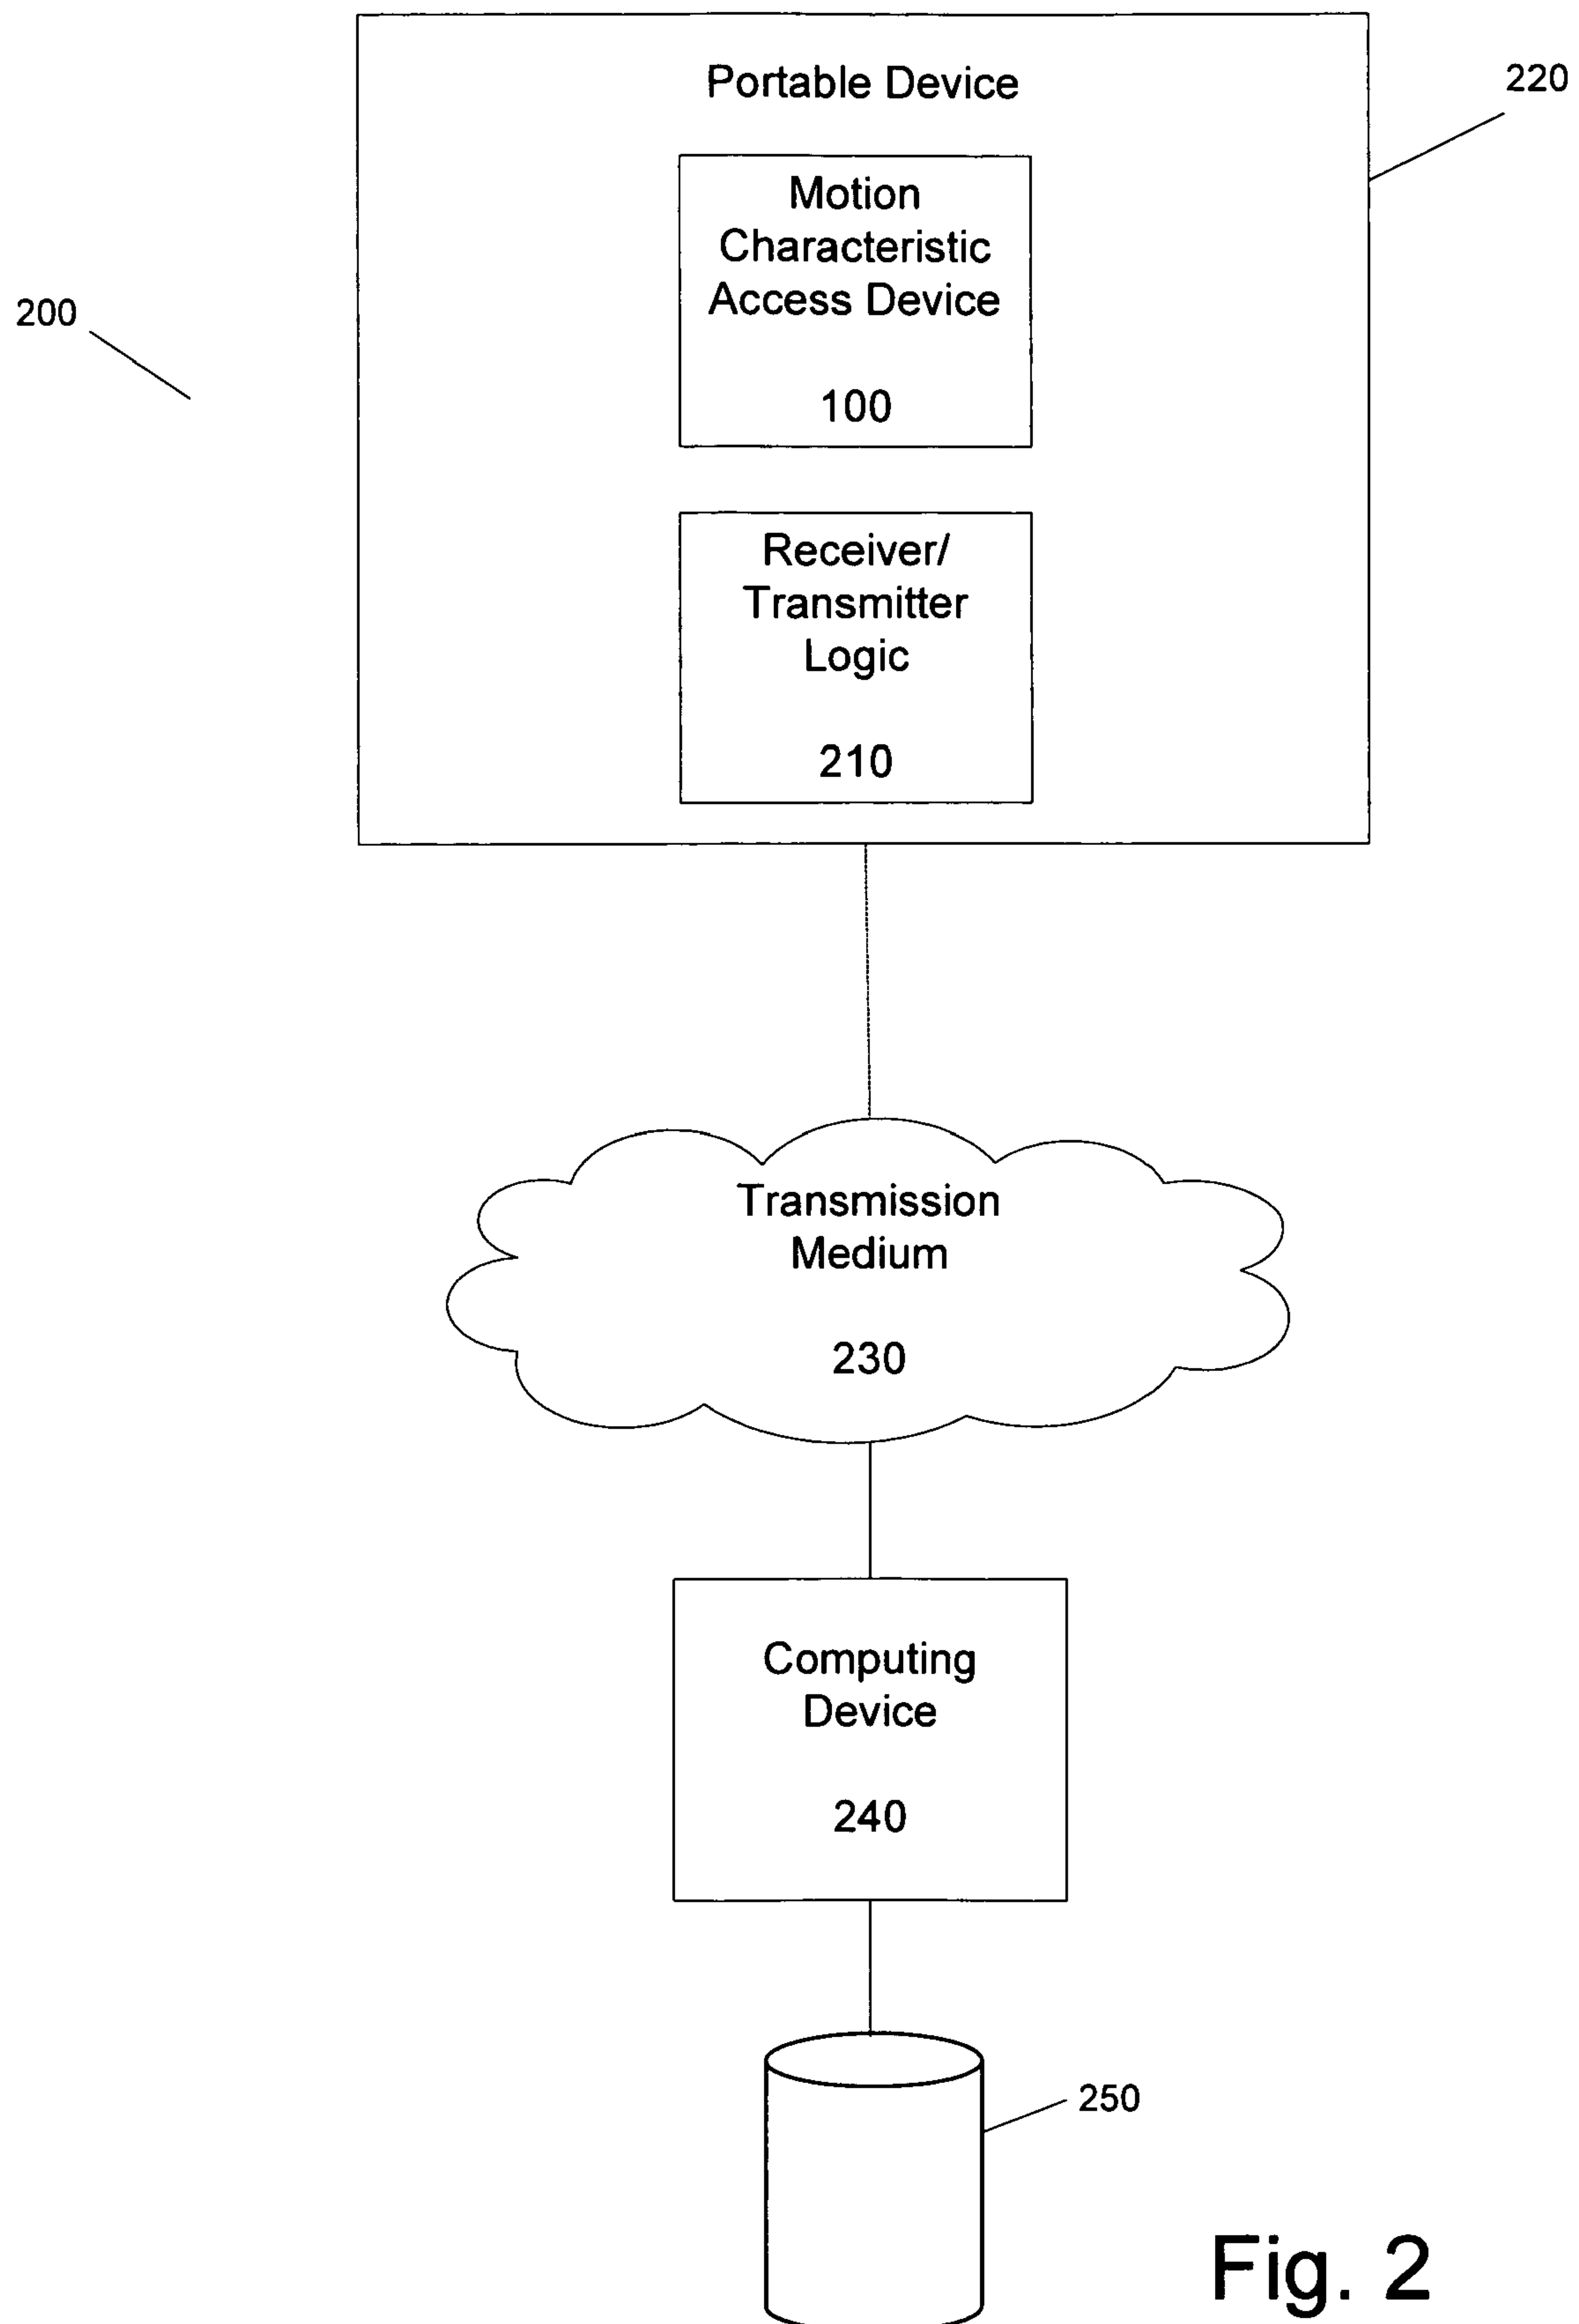 Portable Device
220
Motion
Characteristic
Access Device
100
200
Receiver/
Transmitter
Logic
210
Transmission
Medium
230
Computing
Device
240
250
Fig. 2